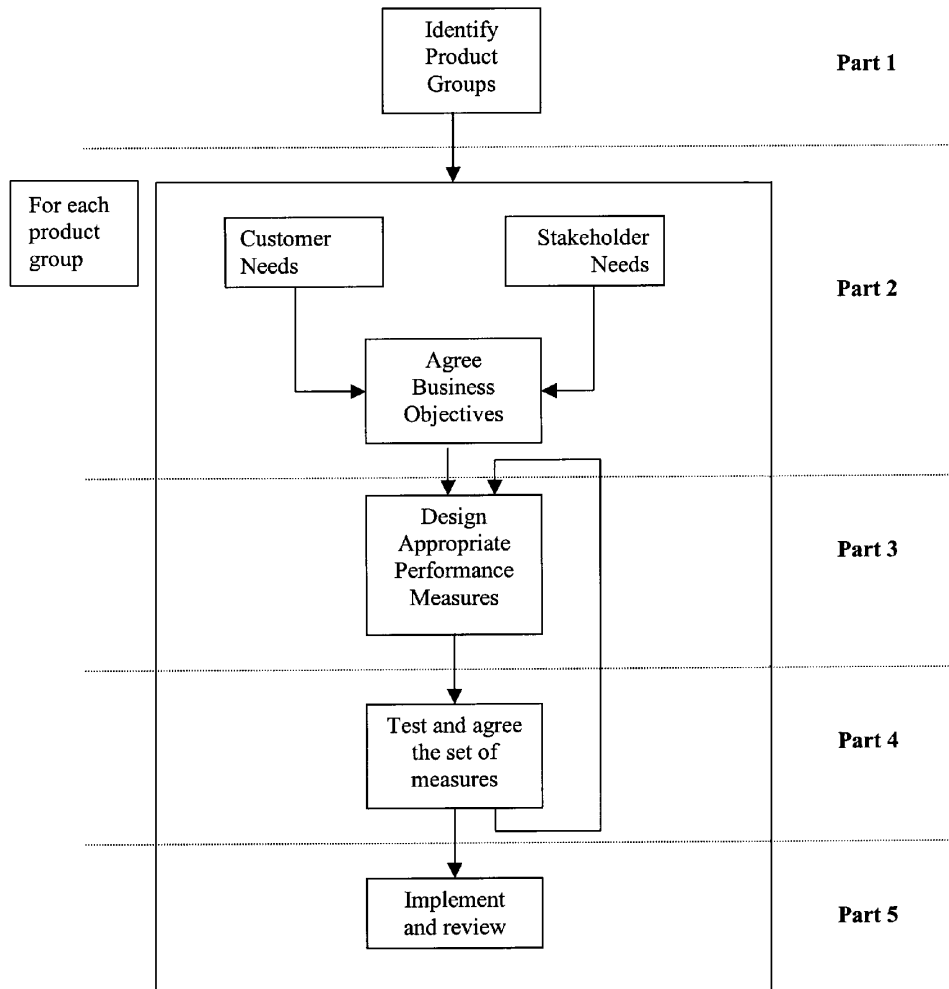 Identify
Product
Groups
Part 1
For each
product
group
Customer
Needs
Stakeholder
Needs
Part 2
Agree
Business
Objectives
Design
Appropriate
Performance
Measures
Part 3
Test and agree
the set of
measures
Part 4
Implement
and review
Part 5